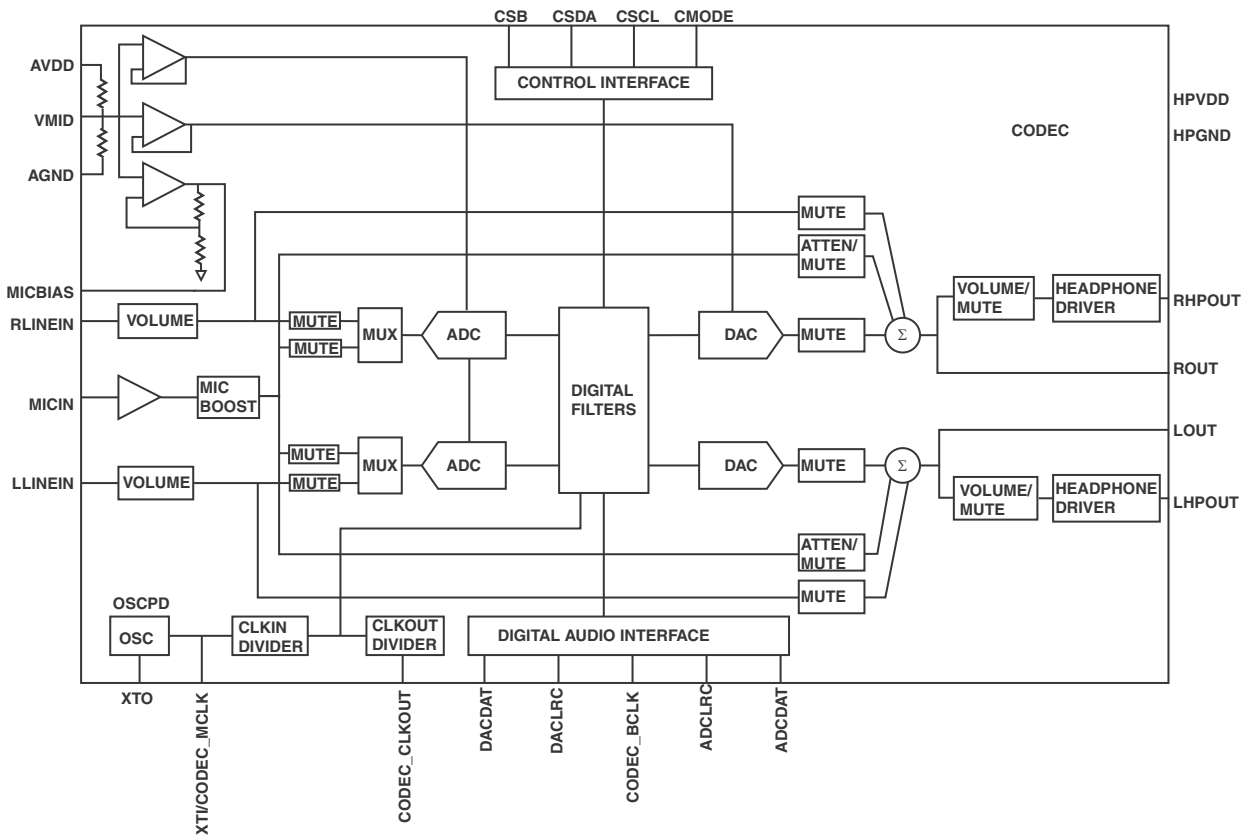 CSB CSDA CSCL CMODE
AVDD
CONTROL INTERFACE
HPVDD
VMID
CODEC
HPGND
AGND
MUTE
ATTEN/
MUTE
MICBIAS
VOLUME/
MUTE
HEADPHONE
DRIVER
RHPOUT
RLINEIN
VOLUME
MUTE
MUTE
MUX
ADC
DAC
MUTE
Σ
ROUT
DIGITAL
FILTERS
MICIN
MIC
BOOST
LOUT
LLINEIN
VOLUME
MUTE
MUTE
MUX
ADC
DAC
MUTE
Σ
VOLUME/
MUTE
HEADPHONE
DRIVER
LHPOUT
ATTEN/
MUTE
MUTE
OSCPD
OSC
CLKIN
DIVIDER
CLKOUT
DIVIDER
DIGITAL AUDIO INTERFACE
XTO
XTI/CODEC_MCLK
CODEC_CLKOUT
DACDAT
DACLRC
CODEC_BCLK
ADCLRC
ADCDAT